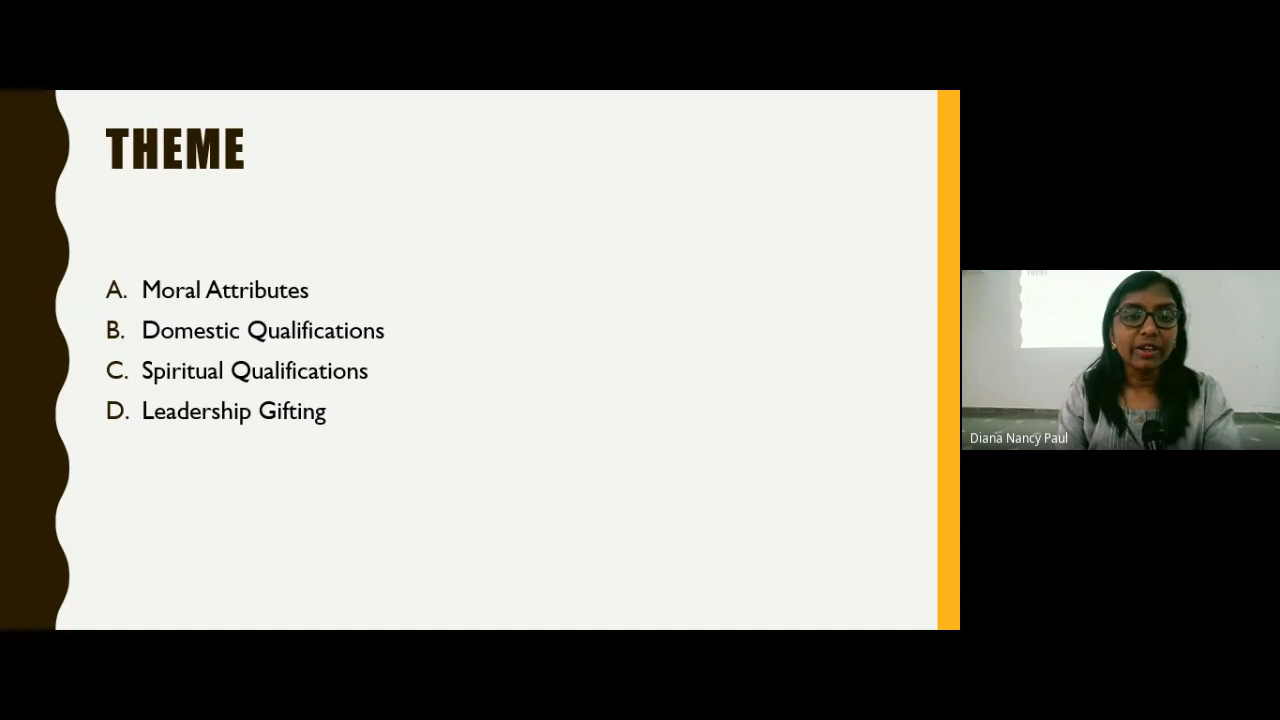 THEME
A. Moral Attributes
B. Domestic Qualifications
C. Spiritual Qualifications
D. Leadership Gifting
Diana Nancy Paul